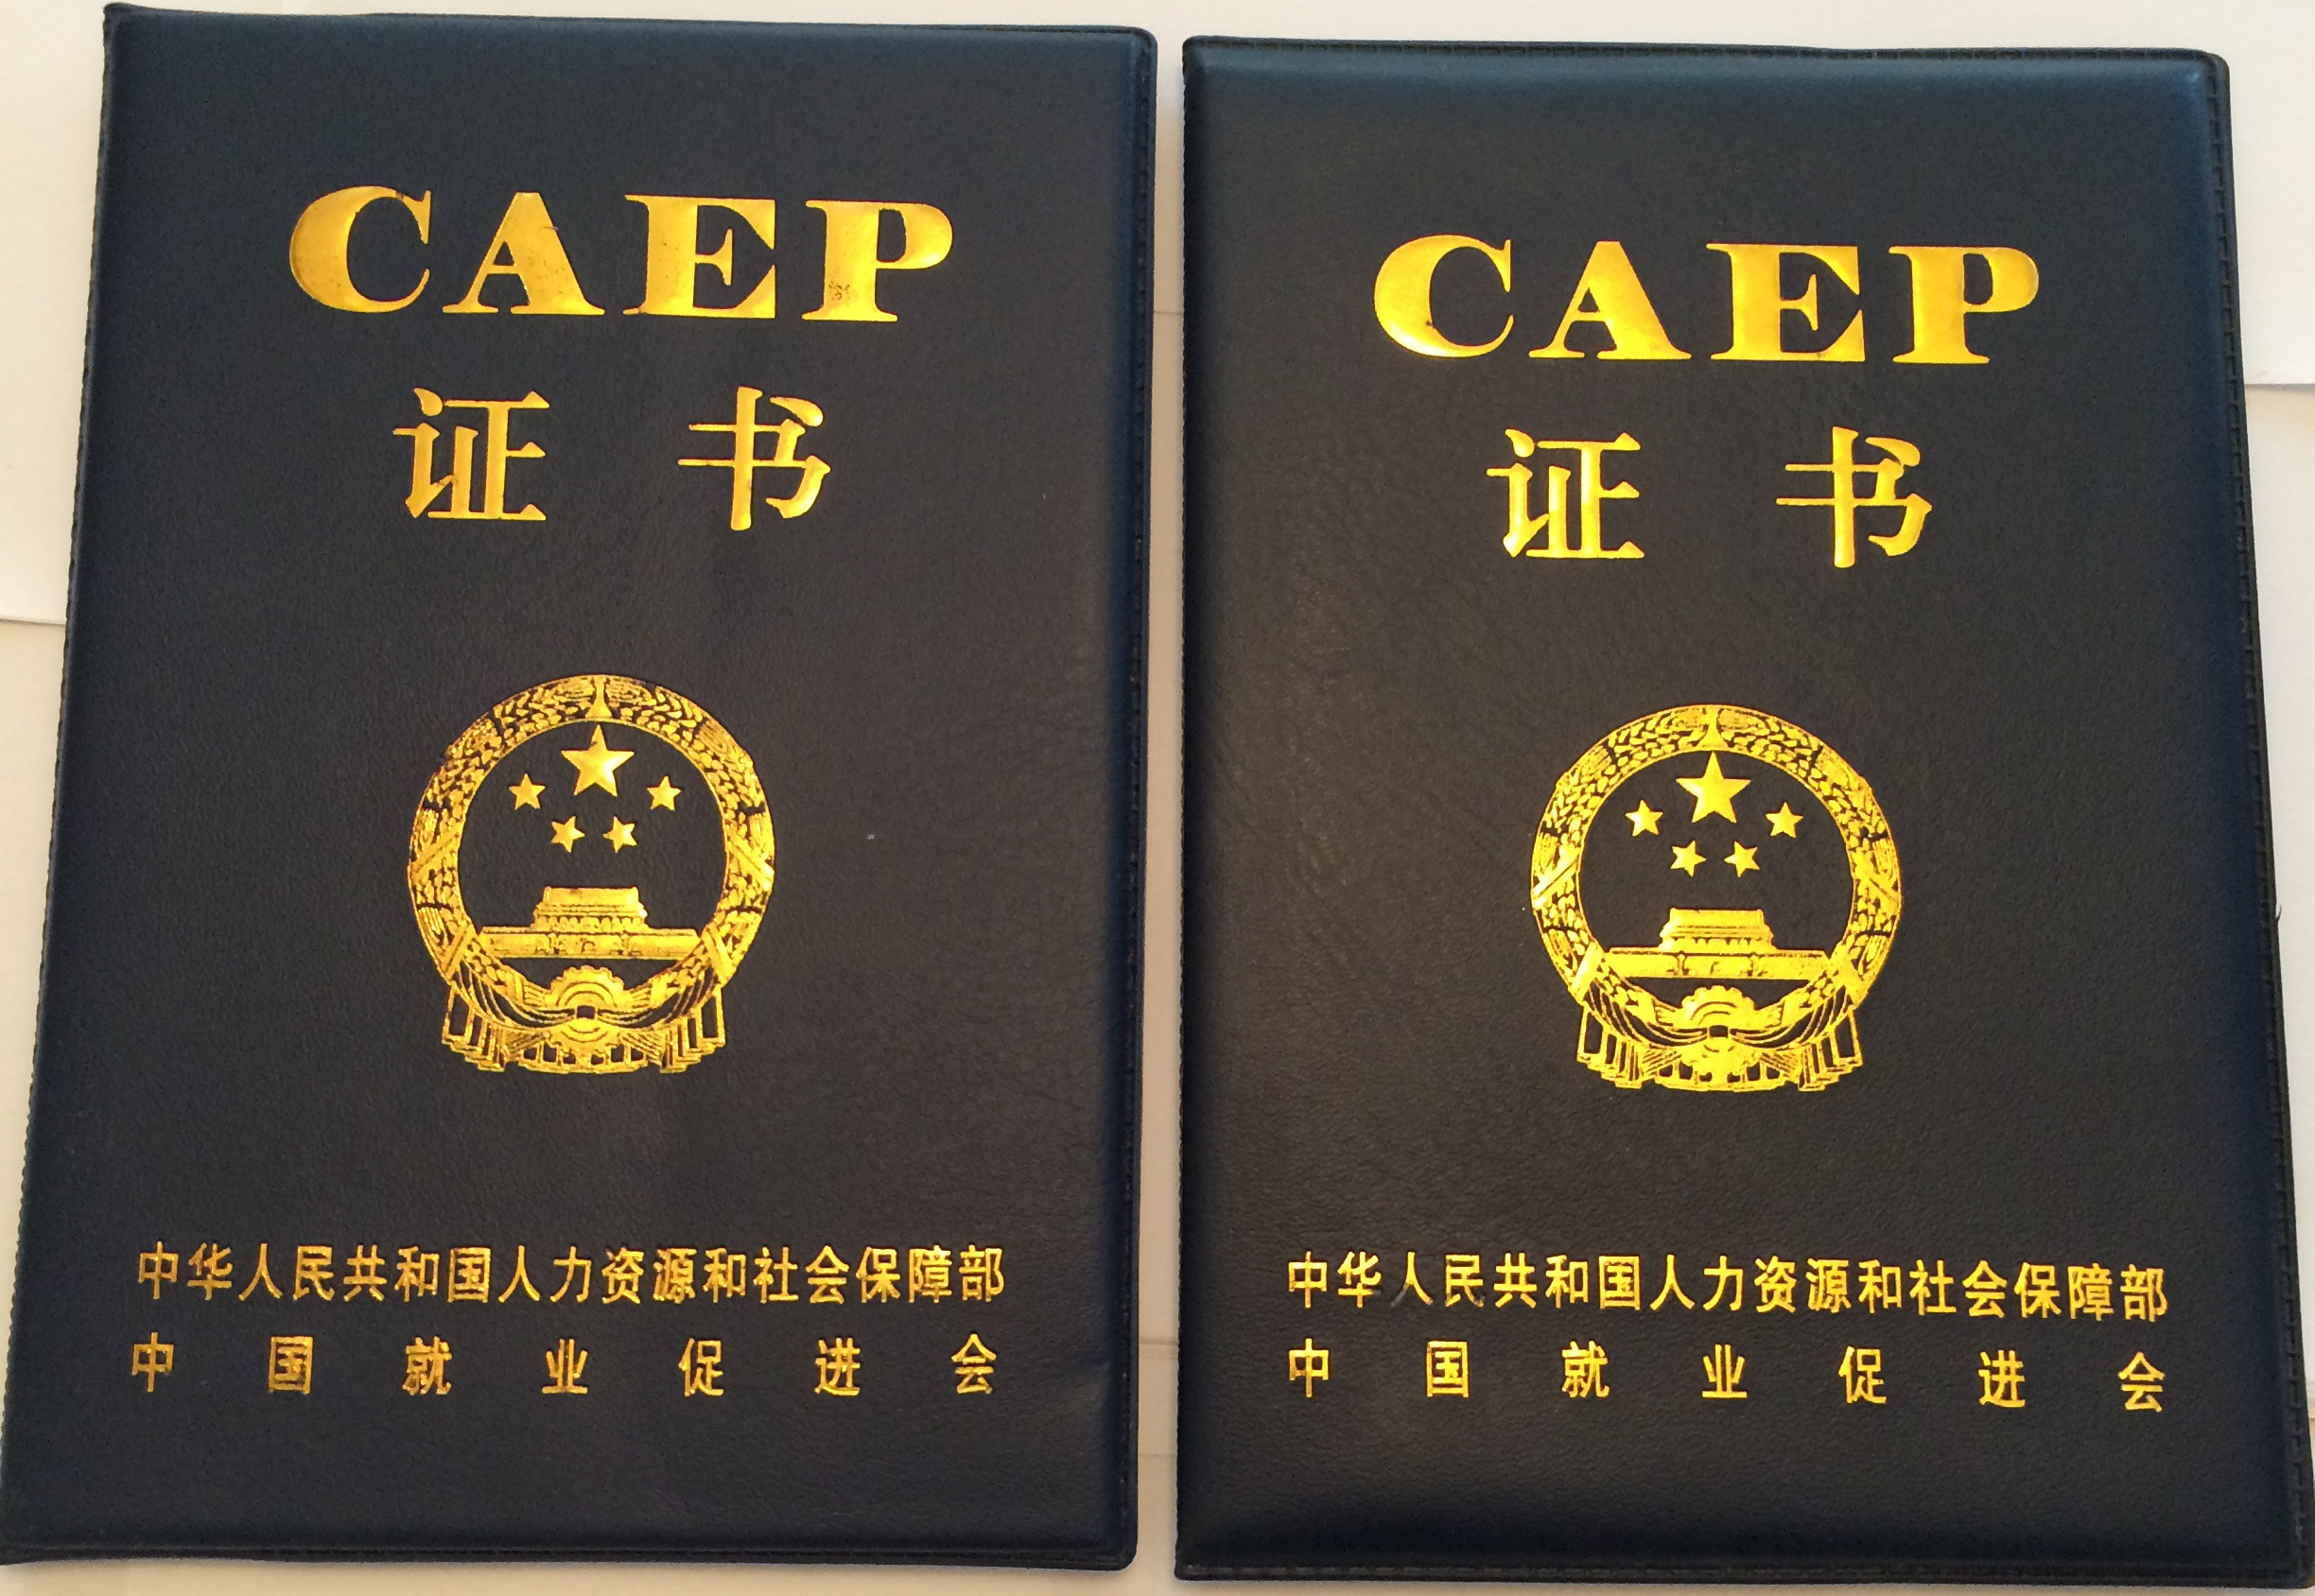 CAEP
证书
中华人民共和国人力资源和社会保障部
中国就业促进会
CAEP
证书
中华人民共和国人力资源和社会保障部
中国就业促进会